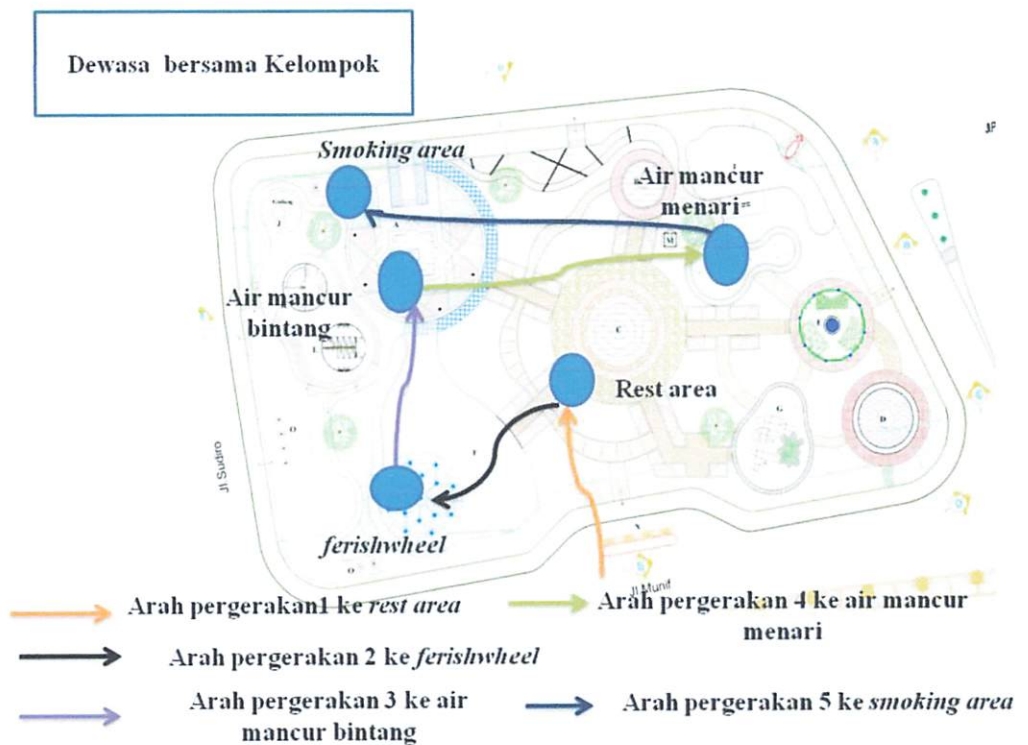 Dewasa bersama Kelompok
Smoking area
Air mancur
menari
M
Air mancur
bintang
C
Rest area
G
D
Jl Sudiro
ferishwheel
Jl Munif
Arah pergerakan1 ke rest area
Arah pergerakan 4 ke air mancur
menari
Arah pergerakan 2 ke ferishwheel
Arah pergerakan 3 ke air
mancur bintang
Arah pergerakan 5 ke smoking area